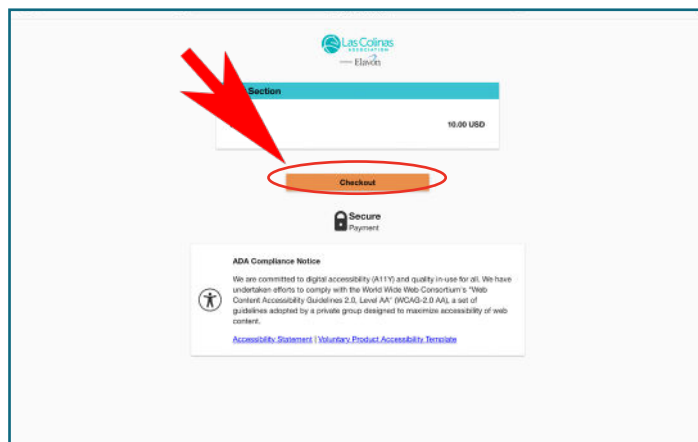 Las Colinas
ASSOCIATION
Elavon
Section
10.00 USD
Checkout
Secure
Payment
ADA Compliance Notice
We are committed to digital accessibility (A11Y) and quality in-use for all. We have
undertaken efforts to comply with the World Wide Web Consortium's "Web
Content Accessibility Guidelines 2.0, Level AA" (WCAG-2.0 AA), a set of
guidelines adopted by a private group designed to maximize accessibility of web
content.
Accessibility Statement | Voluntary Product Accessibility Template